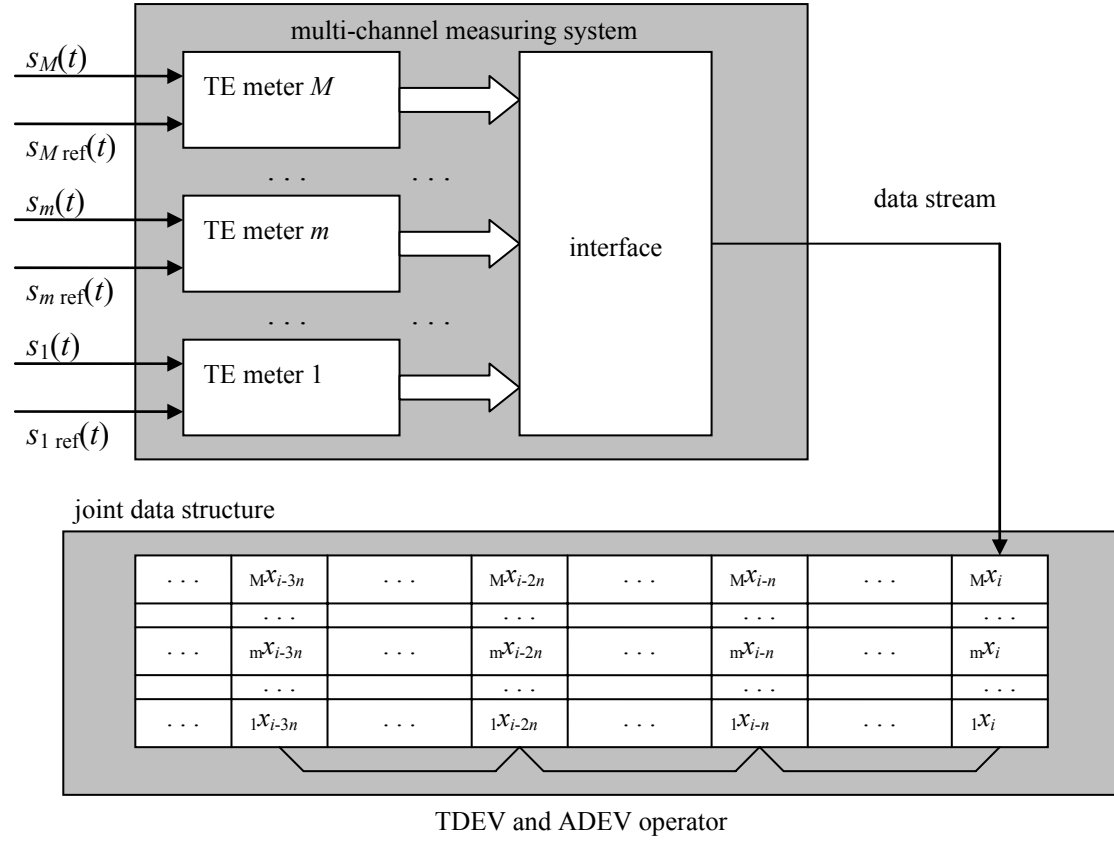 multi-channel measuring system
s_M(t)
TE meter M
s_M ref(t)
. . . . . .
s_m(t)
TE meter m
interface
data stream
s_m ref(t)
. . . . . .
s_1(t)
TE meter 1
s_1 ref(t)
joint data structure
. . . Mx_i-3n . . . Mx_i-2n . . . Mx_i-n . . . Mx_i
. . . . . . . . . . . .
. . . mx_i-3n . . . mx_i-2n . . . mx_i-n . . . mx_i
. . . . . . . . . . . .
. . . 1x_i-3n . . . 1x_i-2n . . . 1x_i-n . . . 1x_i
TDEV and ADEV operator